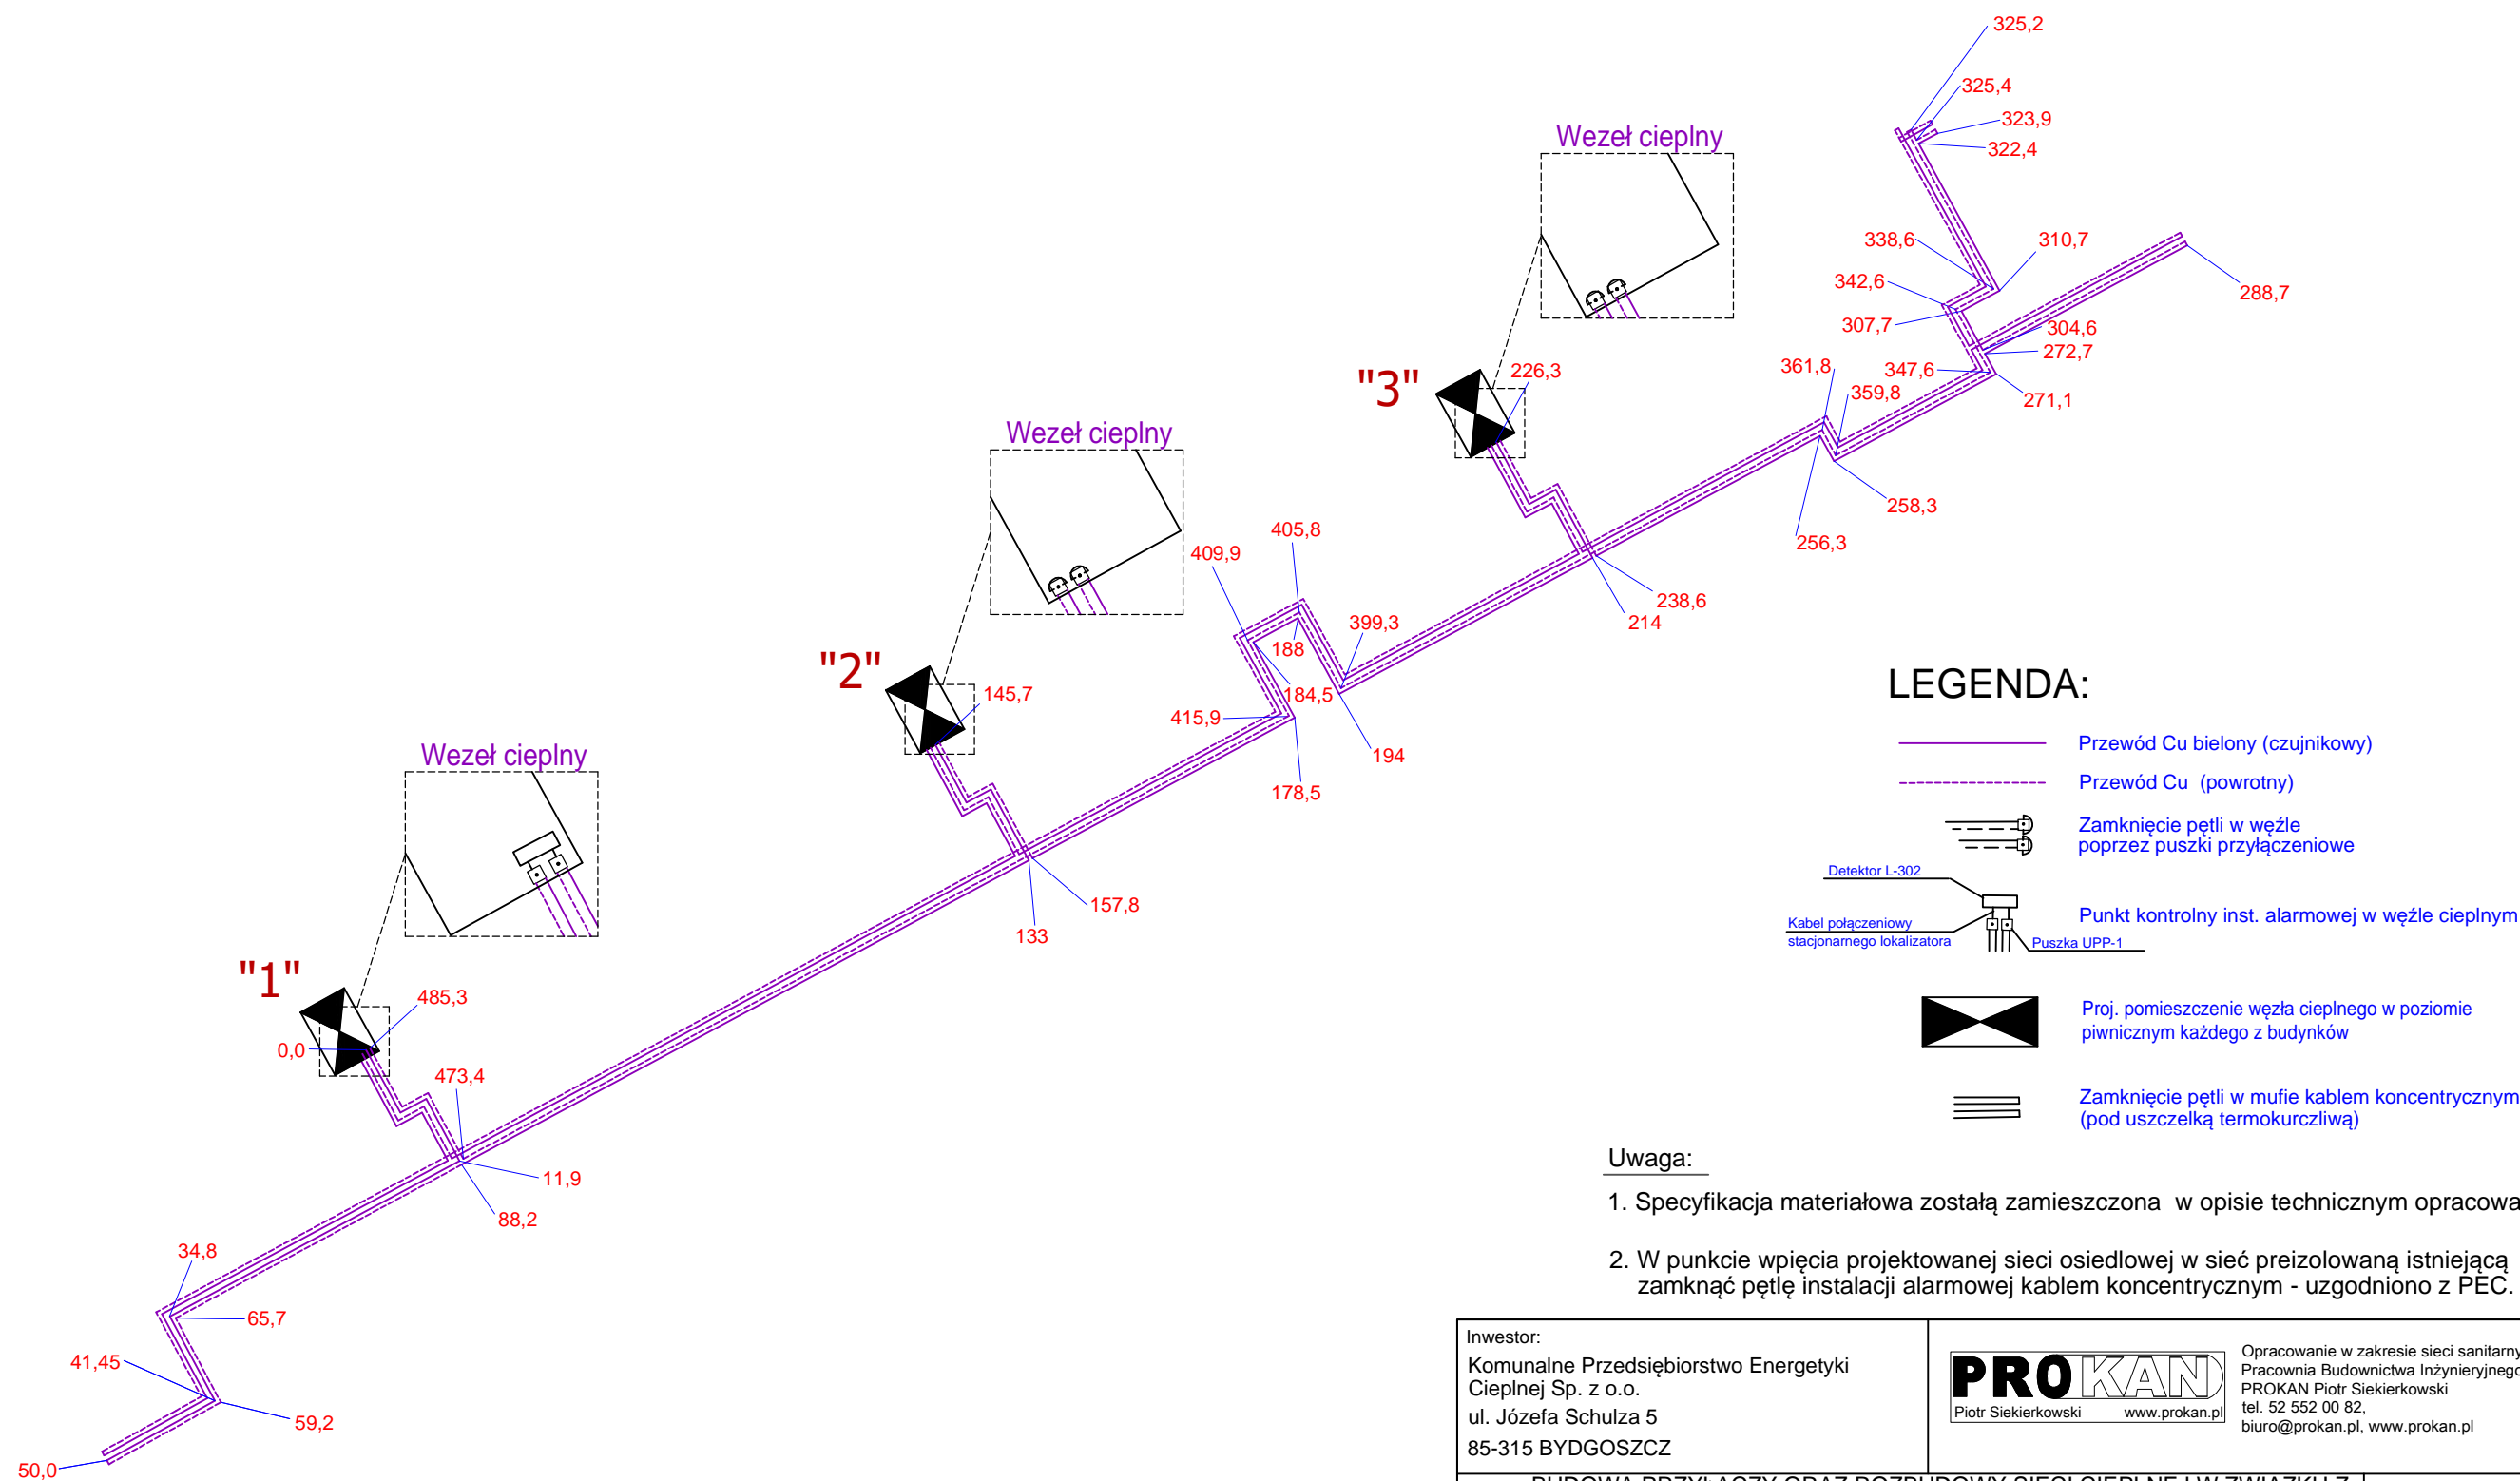 325,2
325,4
323,9
322,4
Wezeł cieplny
338,6
310,7
342,6
288,7
307,7
304,6
272,7
"3"
226,3
361,8
347,6
359,8
271,1
Wezeł cieplny
258,3
405,8
256,3
409,9
238,6
399,3
214
188
"2"
145,7
184,5
415,9
194
178,5
Wezeł cieplny
157,8
133
"1"
485,3
0,0
473,4
11,9
88,2
34,8
65,7
41,45
59,2
50,0
LEGENDA:
Przewód Cu bielony (czujnikowy)
Przewód Cu (powrotny)
Zamknięcie pętli w węźle
poprzez puszki przyłączeniowe
Detektor L-302
Kabel połączeniowy
stacjonarnego lokalizatora
Puszka UPP-1
Punkt kontrolny inst. alarmowej w węźle cieplnym
Proj. pomieszczenie węzła cieplnego w poziomie
piwnicznym każdego z budynków
Zamknięcie pętli w mufie kablem koncentrycznym
(pod uszczelką termokurczliwą)
Uwaga:
1. Specyfikacja materiałowa zostałą zamieszczona w opisie technicznym opracowa
2. W punkcie wpięcia projektowanej sieci osiedlowej w sieć preizolowaną istniejącą
zamknąć pętlę instalacji alarmowej kablem koncentrycznym - uzgodniono z PEC.
Inwestor:
Komunalne Przedsiębiorstwo Energetyki
Cieplnej Sp. z o.o.
ul. Józefa Schulza 5
85-315 BYDGOSZCZ
PROKAN
Piotr Siekierkowski www.prokan.pl
Opracowanie w zakresie sieci sanitarny
Pracownia Budownictwa Inżynieryjnego
PROKAN Piotr Siekierkowski
tel. 52 552 00 82,
biuro@prokan.pl, www.prokan.pl
BUDOWA PRZYŁĄCZY ORAZ ROZBUDOWY SIECI CIEPLNEJ W ZWIĄZKU Z